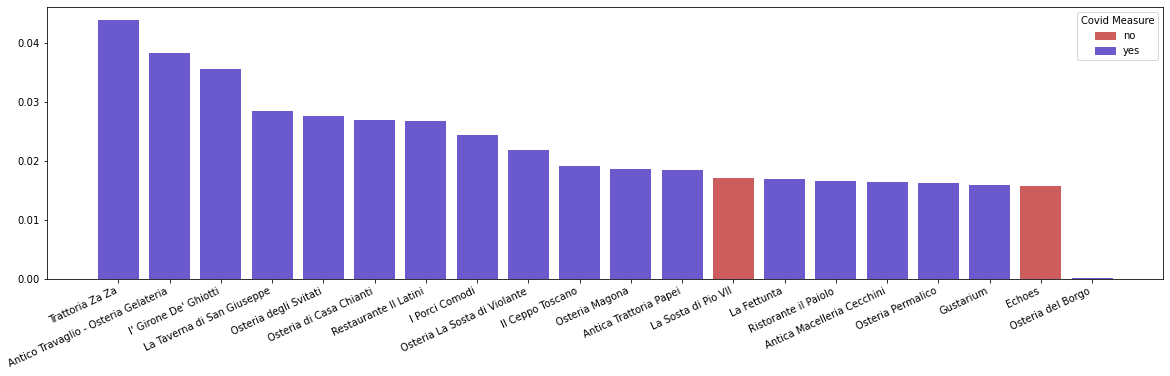 Covid Measure
no
yes
0.04
0.03
0.02
0.01
0.00
Trattoria Za Za
Antico Travaglio - Osteria Gelateria
I' Girone De' Ghiotti
La Taverna di San Giuseppe
Osteria degli Svitati
Osteria di Casa Chianti
Restaurante Il Latini
I Porci Comodi
Osteria La Sosta di Violante
Il Ceppo Toscano
Osteria Magona
Antica Trattoria Papei
La Sosta di Pio VII
La Fettunta
Ristorante il Paiolo
Antica Macelleria Cecchini
Osteria Permalico
Gustarium
Echoes
Osteria del Borgo